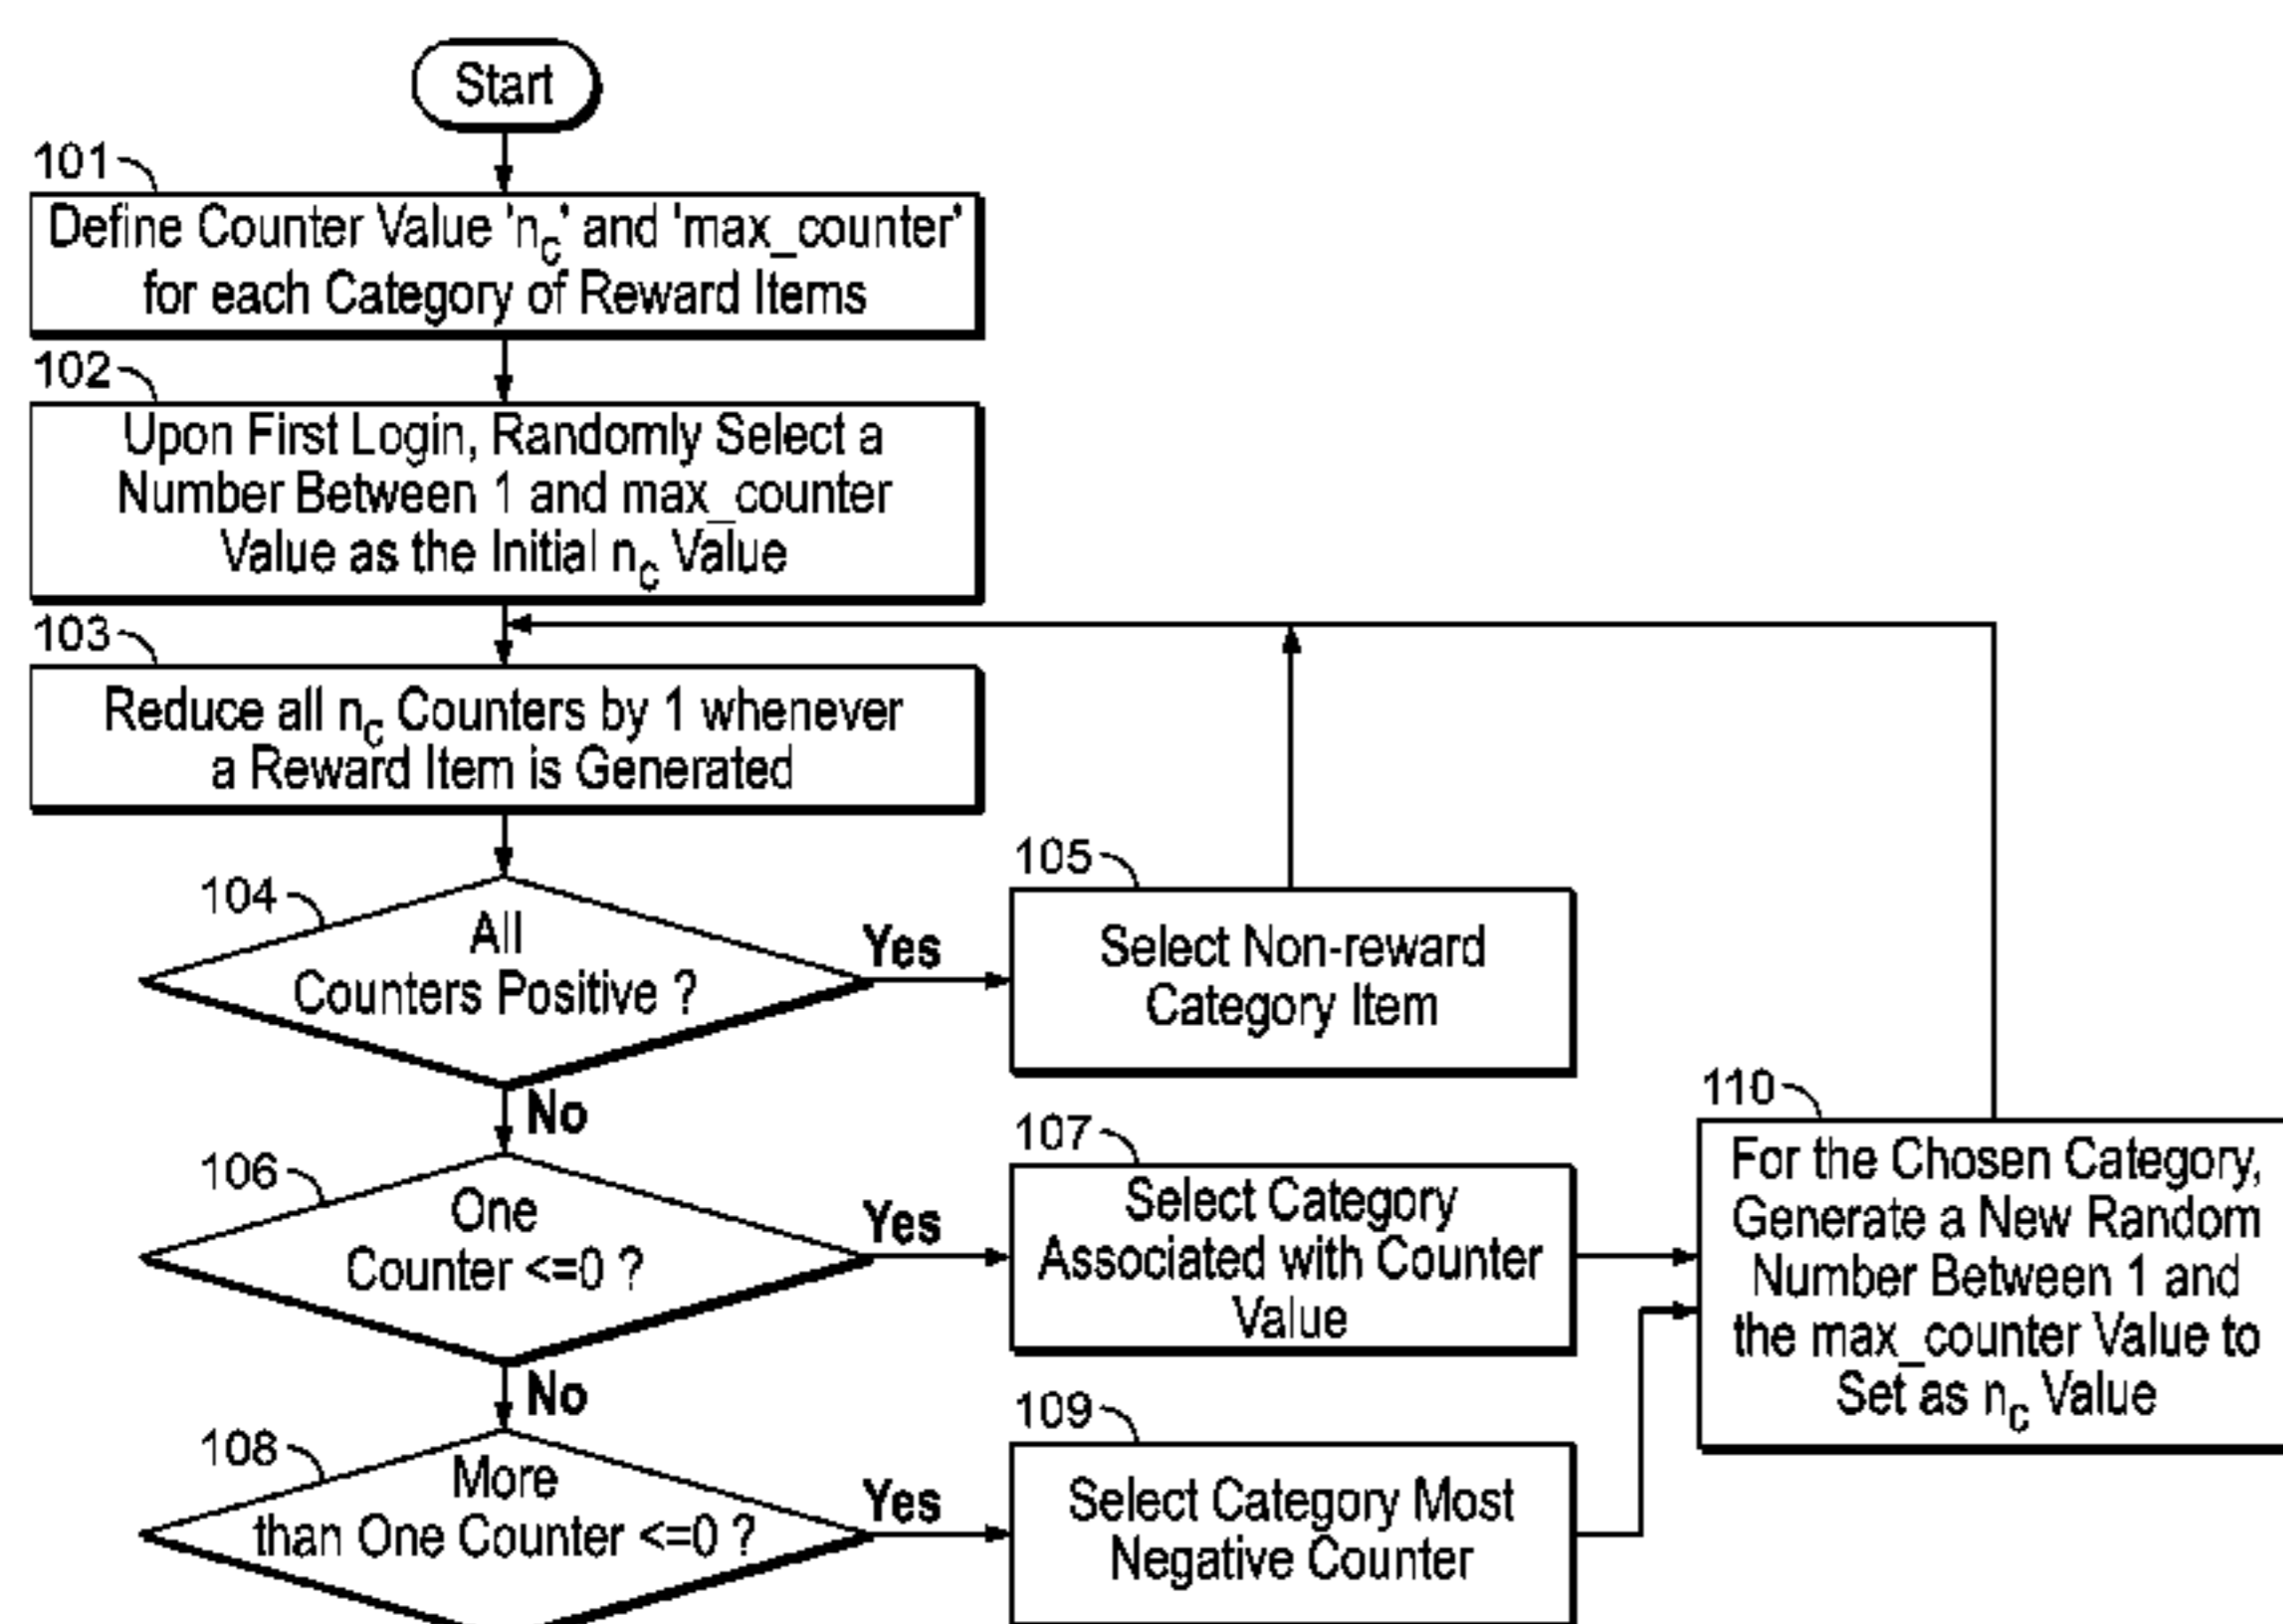 Start
101
Define Counter Value 'nc' and 'max_counter'
for each Category of Reward Items
102
Upon First Login, Randomly Select a
Number Between 1 and max_counter
Value as the Initial nc Value
103
Reduce all nc Counters by 1 whenever
a Reward Item is Generated
104
All
Counters Positive ?
Yes
105
Select Non-reward
Category Item
No
106
One
Counter <=0 ?
Yes
107
Select Category
Associated with Counter
Value
110
For the Chosen Category,
Generate a New Random
Number Between 1 and
the max_counter Value to
Set as nc Value
No
108
More
than One Counter <=0 ?
Yes
109
Select Category Most
Negative Counter